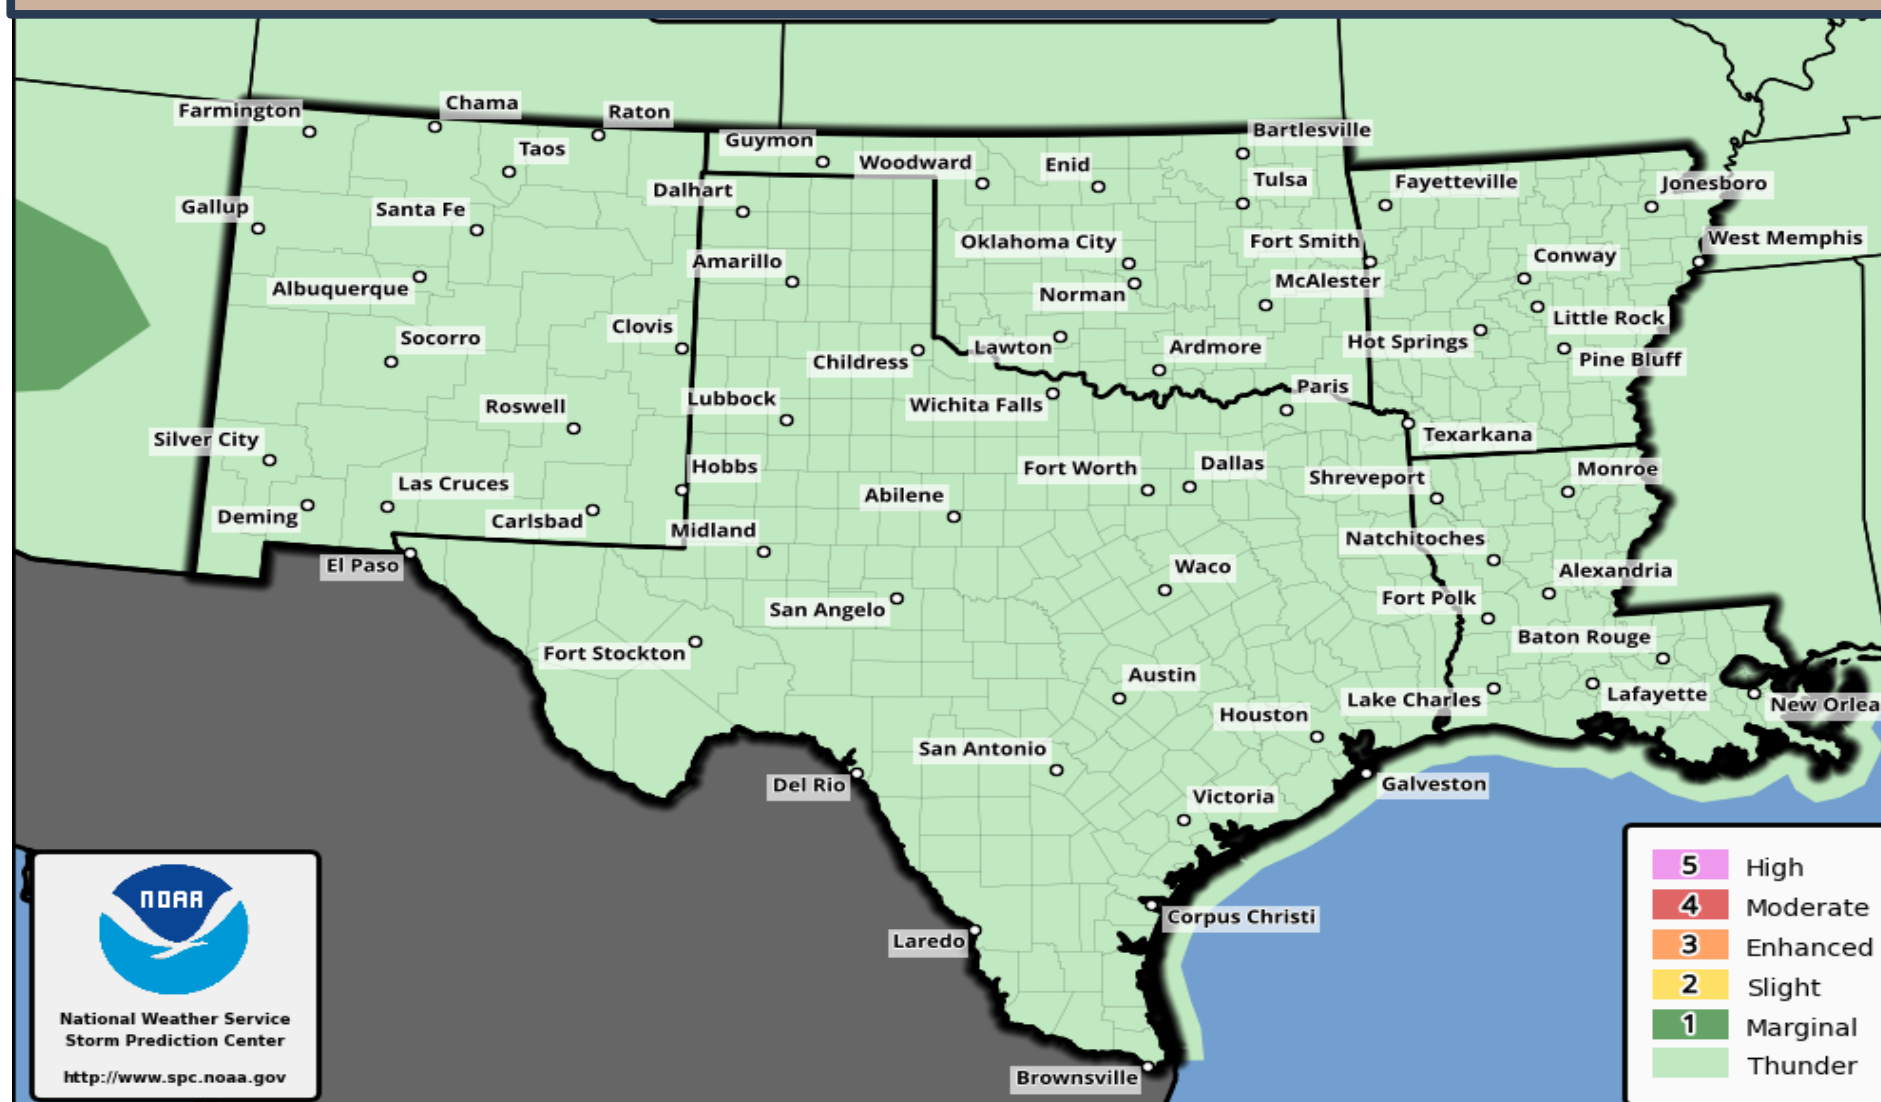 Farmington
Chama
Raton
Taos
Guymon
Woodward
Enid
Bartlesville
Tulsa
Fayetteville
Jonesboro
Dalhart
Gallup
Santa Fe
Oklahoma City
Fort Smith
West Memphis
Conway
Amarillo
Albuquerque
Norman
McAlester
Little Rock
Clovis
Socorro
Childress
Lawton
Ardmore
Hot Springs
Pine Bluff
Paris
Lubbock
Roswell
Wichita Falls
Texarkana
Silver City
Hobbs
Fort Worth
Dallas
Shreveport
Monroe
Las Cruces
Abilene
Deming
Carlsbad
Midland
Natchitoches
El Paso
Waco
Alexandria
San Angelo
Fort Polk
Baton Rouge
Fort Stockton
Austin
Lake Charles
Lafayette
New Orlea
Houston
San Antonio
Del Rio
Galveston
Victoria
Corpus Christi
Laredo
Brownsville
NOAA
National Weather Service
Storm Prediction Center
http://www.spc.noaa.gov
5 High
4 Moderate
3 Enhanced
2 Slight
1 Marginal
Thunder